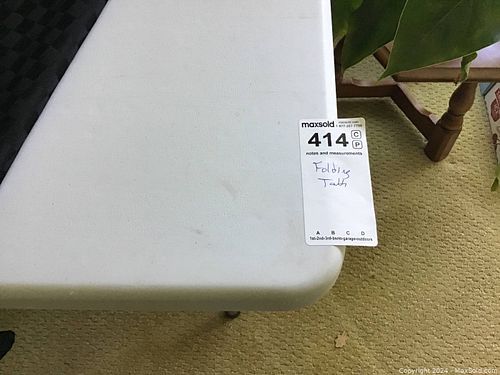 maxsold
414 C
P
notes and measurements
Folding
Table
A B C D
1st•2nd•3rd•bsmt•garage•outdoors
Copyright 2024 - MaxSold.com